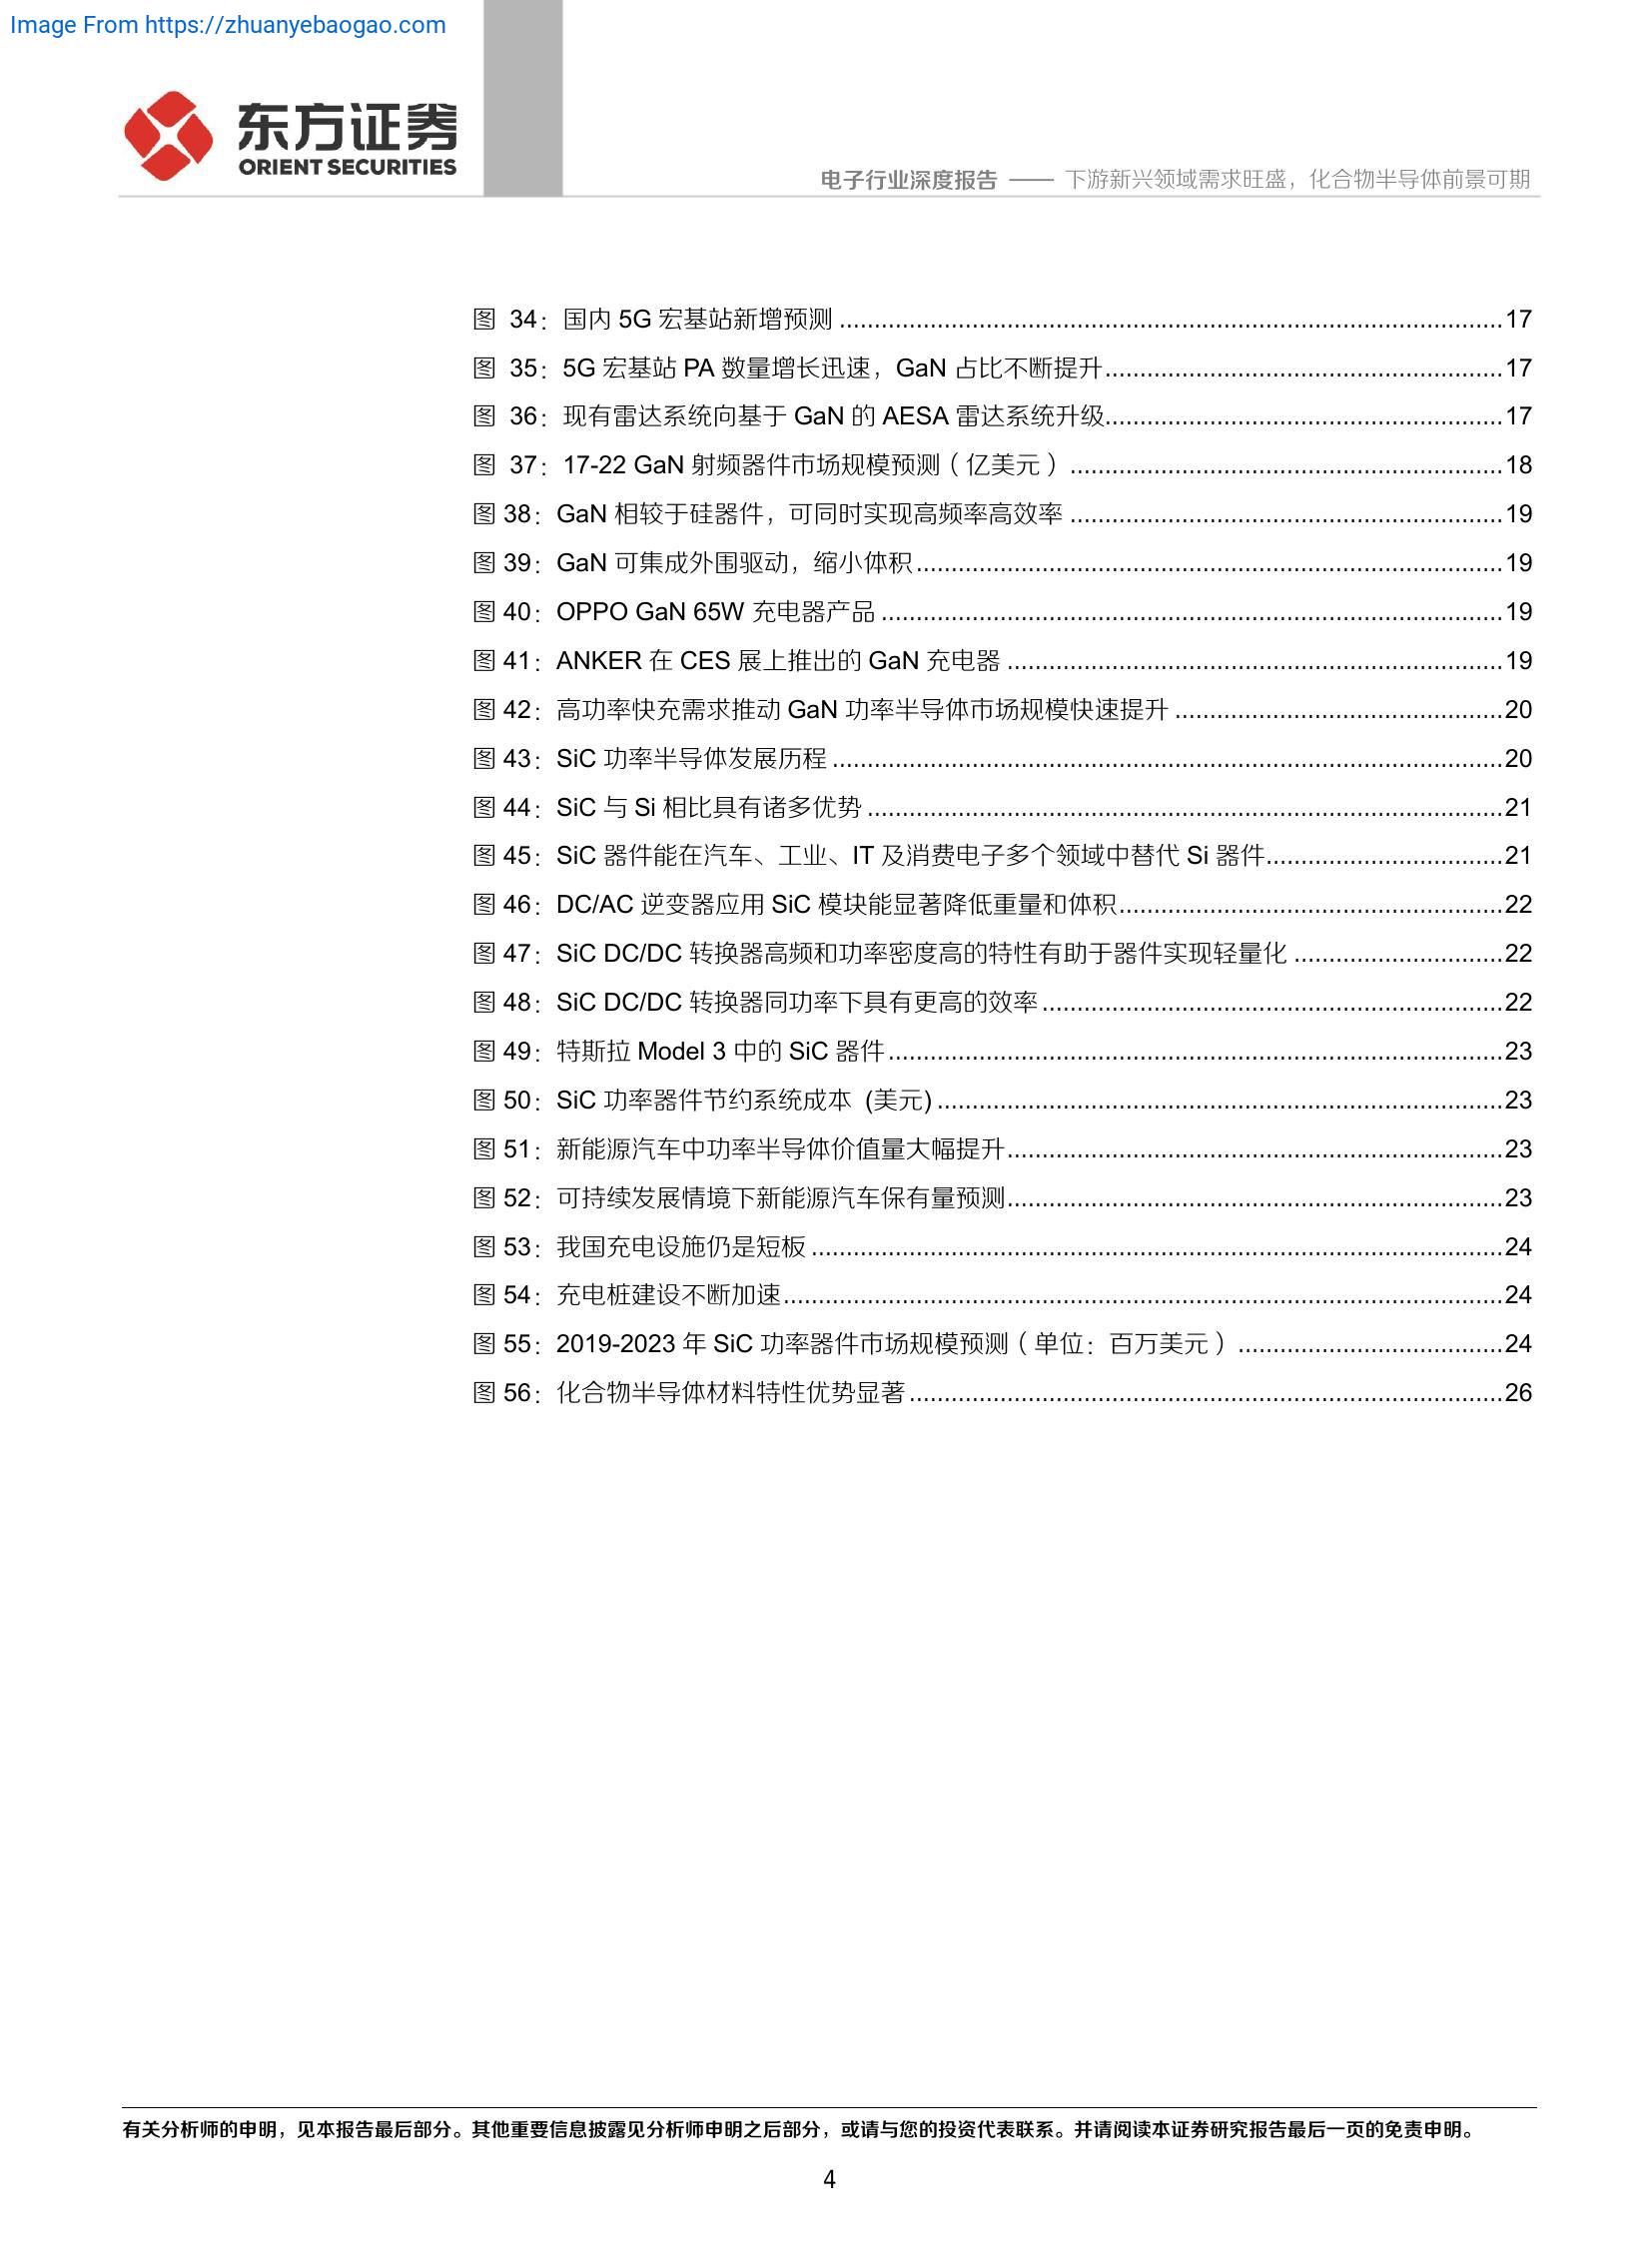 Image From https://zhuanyebaogao.com
东方证券
ORIENT SECURITIES
电子行业深度报告 —— 下游新兴领域需求旺盛，化合物半导体前景可期
图 34：国内 5G 宏基站新增预测 ........................................ 17
图 35：5G 宏基站 PA 数量增长迅速，GaN 占比不断提升 ........................................ 17
图 36：现有雷达系统向基于 GaN 的 AESA 雷达系统升级 ........................................ 17
图 37：17-22 GaN 射频器件市场规模预测（亿美元） ........................................ 18
图 38：GaN 相较于硅器件，可同时实现高频率高效率 ........................................ 19
图 39：GaN 可集成外围驱动，缩小体积 ........................................ 19
图 40：OPPO GaN 65W 充电器产品 ........................................ 19
图 41：ANKER 在 CES 展上推出的 GaN 充电器 ........................................ 19
图 42：高功率快充需求推动 GaN 功率半导体市场规模快速提升 ........................................ 20
图 43：SiC 功率半导体发展历程 ........................................ 20
图 44：SiC 与 Si 相比具有诸多优势 ........................................ 21
图 45：SiC 器件能在汽车、工业、IT 及消费电子多个领域中替代 Si 器件 ........................................ 21
图 46：DC/AC 逆变器应用 SiC 模块能显著降低重量和体积 ........................................ 22
图 47：SiC DC/DC 转换器高频和功率密度高的特性有助于器件实现轻量化 ........................................ 22
图 48：SiC DC/DC 转换器同功率下具有更高的效率 ........................................ 22
图 49：特斯拉 Model 3 中的 SiC 器件 ........................................ 23
图 50：SiC 功率器件节约系统成本 (美元) ........................................ 23
图 51：新能源汽车中功率半导体价值量大幅提升 ........................................ 23
图 52：可持续发展情境下新能源汽车保有量预测 ........................................ 23
图 53：我国充电设施仍是短板 ........................................ 24
图 54：充电桩建设不断加速 ........................................ 24
图 55：2019-2023 年 SiC 功率器件市场规模预测（单位：百万美元） ........................................ 24
图 56：化合物半导体材料特性优势显著 ........................................ 26
有关分析师的申明，见本报告最后部分。其他重要信息披露见分析师申明之后部分，或请与您的投资代表联系。并请阅读本证券研究报告最后一页的免责申明。
4